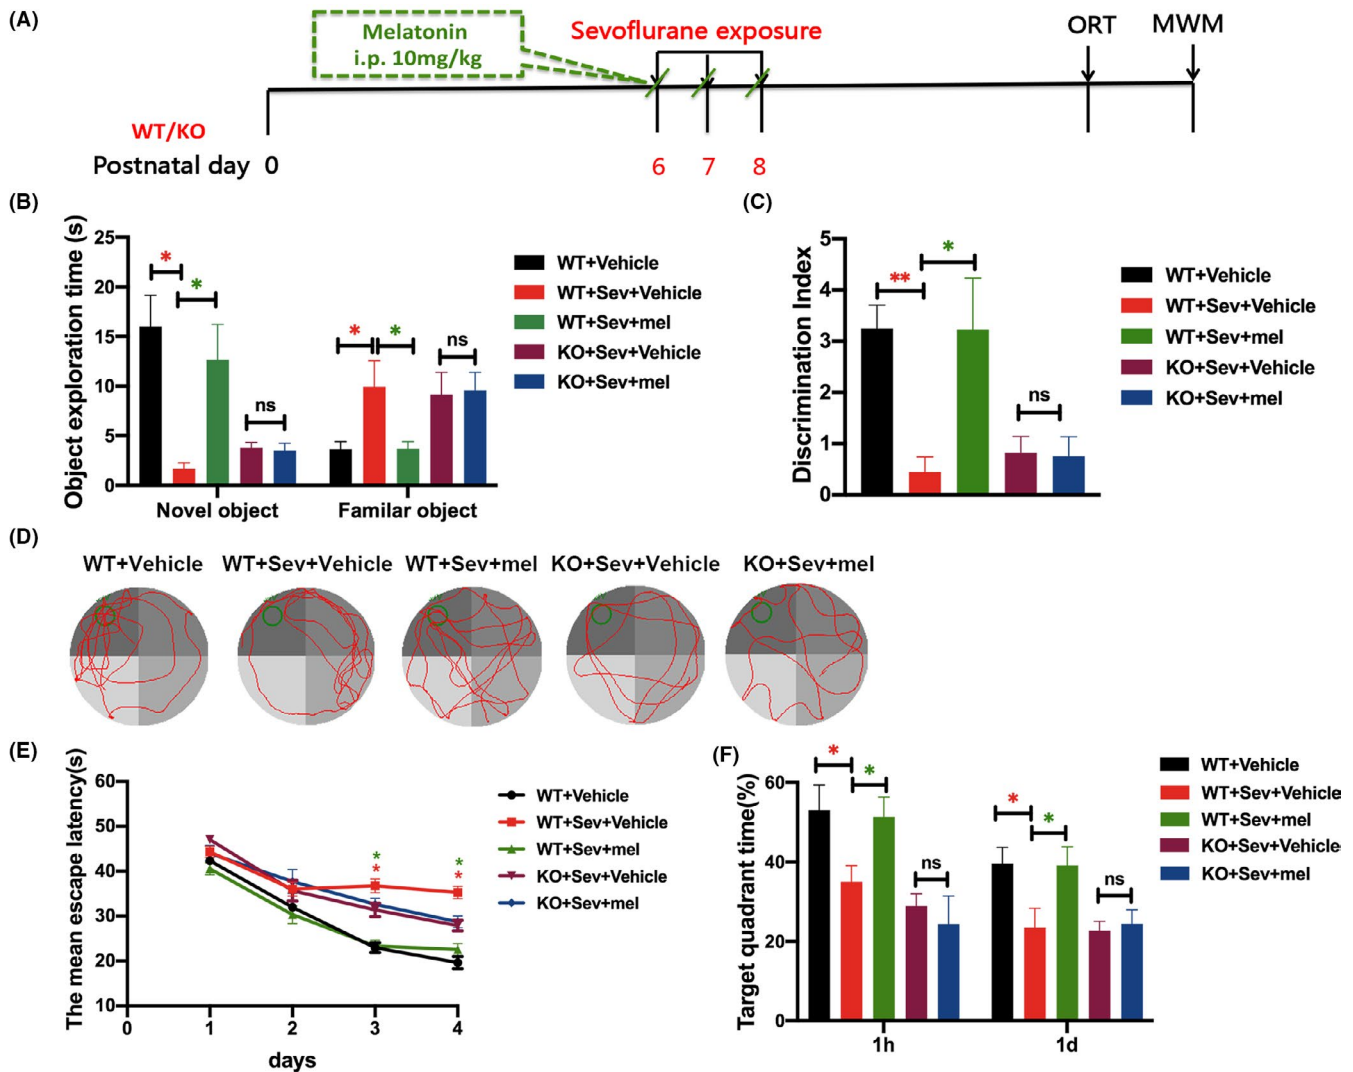 (A)
Melatonin
i.p. 10mg/kg
Sevoflurane exposure
ORT
MWM
WT/KO
Postnatal day 0
6
7
8
(B)
Object exploration time (s)
25
20
15
10
5
0
*
*
ns
*
*
ns
Novel object
Familar object
WT+Vehicle
WT+Sev+Vehicle
WT+Sev+mel
KO+Sev+Vehicle
KO+Sev+mel
(C)
Discrimination Index
5
4
3
2
1
0
**
*
ns
WT+Vehicle
WT+Sev+Vehicle
WT+Sev+mel
KO+Sev+Vehicle
KO+Sev+mel
(D)
WT+Vehicle
WT+Sev+Vehicle
WT+Sev+mel
KO+Sev+Vehicle
KO+Sev+mel
(E)
The mean escape latency(s)
60
50
40
30
20
10
0
1
2
3
4
days
*
*
*
*
WT+Vehicle
WT+Sev+Vehicle
WT+Sev+mel
KO+Sev+Vehicle
KO+Sev+mel
(F)
Target quadrant time(%)
60
40
20
0
*
*
ns
*
*
ns
1h
1d
WT+Vehicle
WT+Sev+Vehicle
WT+Sev+mel
KO+Sev+Vehicle
KO+Sev+mel